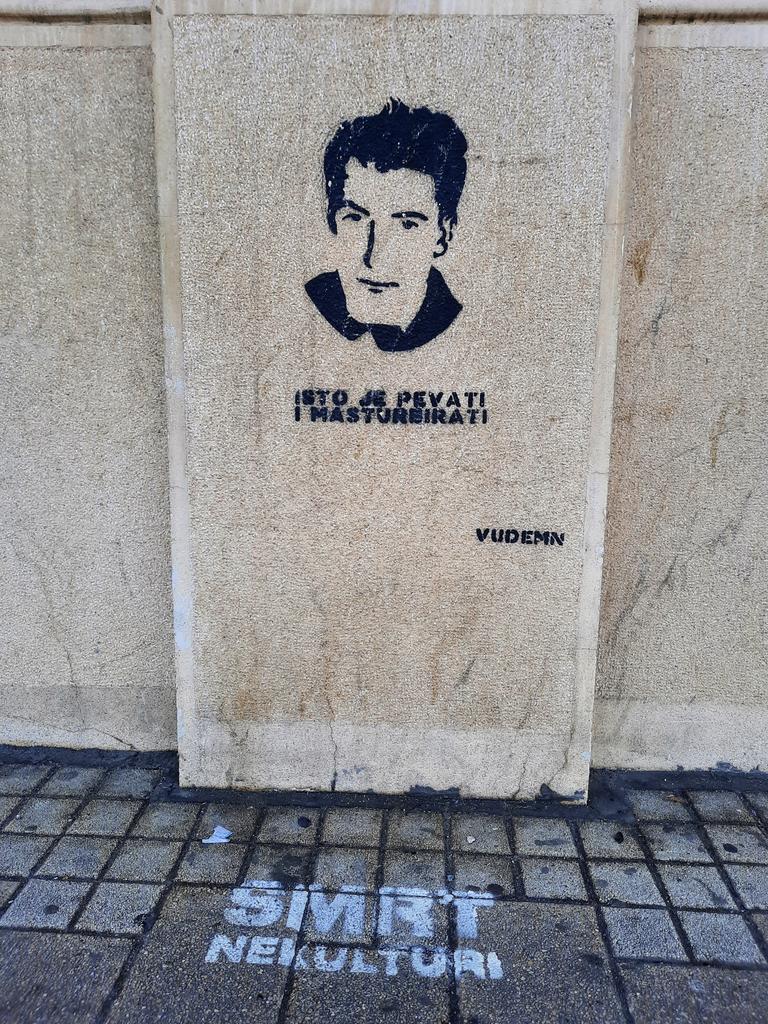 ISTO JE PEVATI
I MASTURBIRATI
VUDEMN
SMRT
NEKULTURI